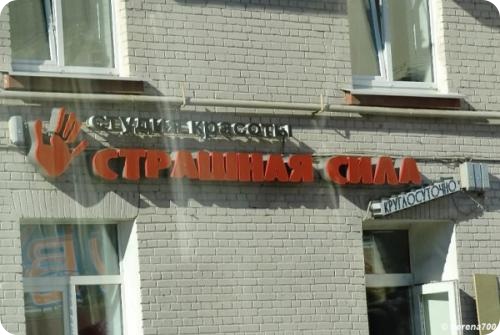 студия красоты
СТРАШНАЯ СИЛА
КРУГЛОСУТОЧНО